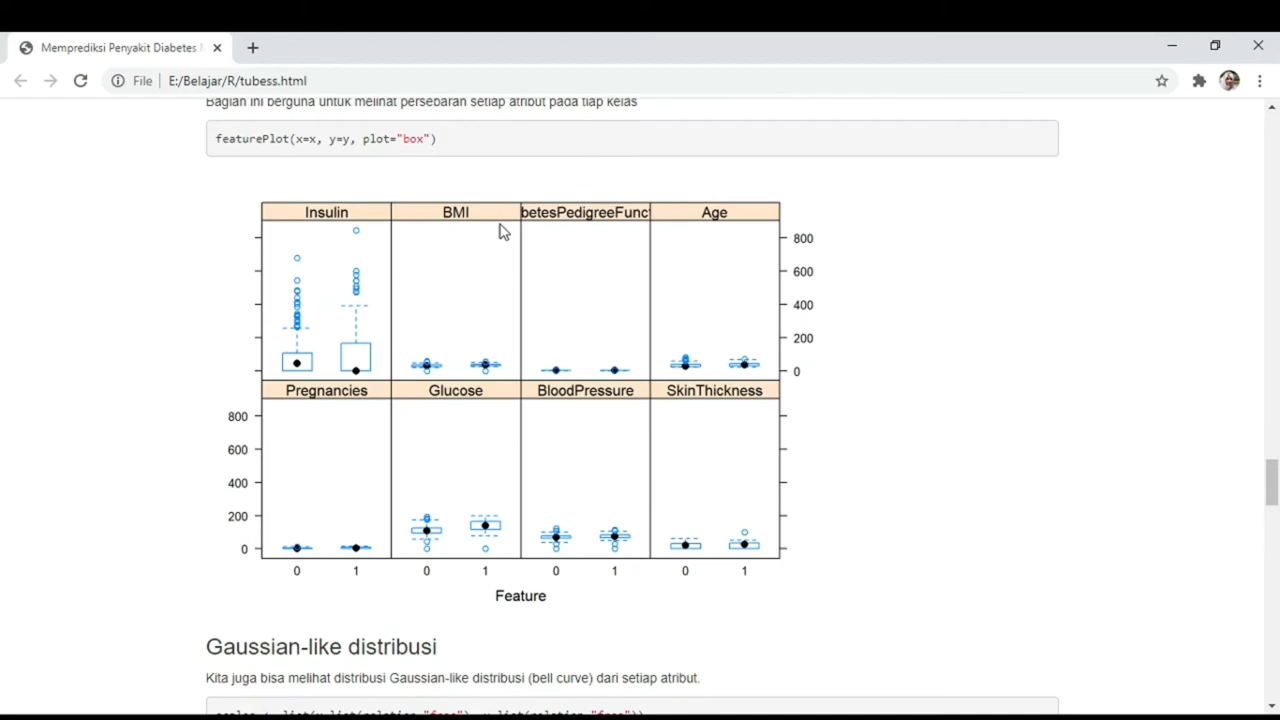 Memprediksi Penyakit Diabetes
File E:/Belajar/R/tubess.html
Bagian ini berguna untuk melihat persebaran setiap atribut pada tiap kelas
featurePlot(x=x, y=y, plot="box")
Insulin BMI betesPedigreeFunc Age
800
600
400
200
0
Pregnancies Glucose BloodPressure SkinThickness
800
600
400
200
0
0 1 0 1 0 1 0 1
Feature
Gaussian-like distribusi
Kita juga bisa melihat distribusi Gaussian-like distribusi (bell curve) dari setiap atribut.